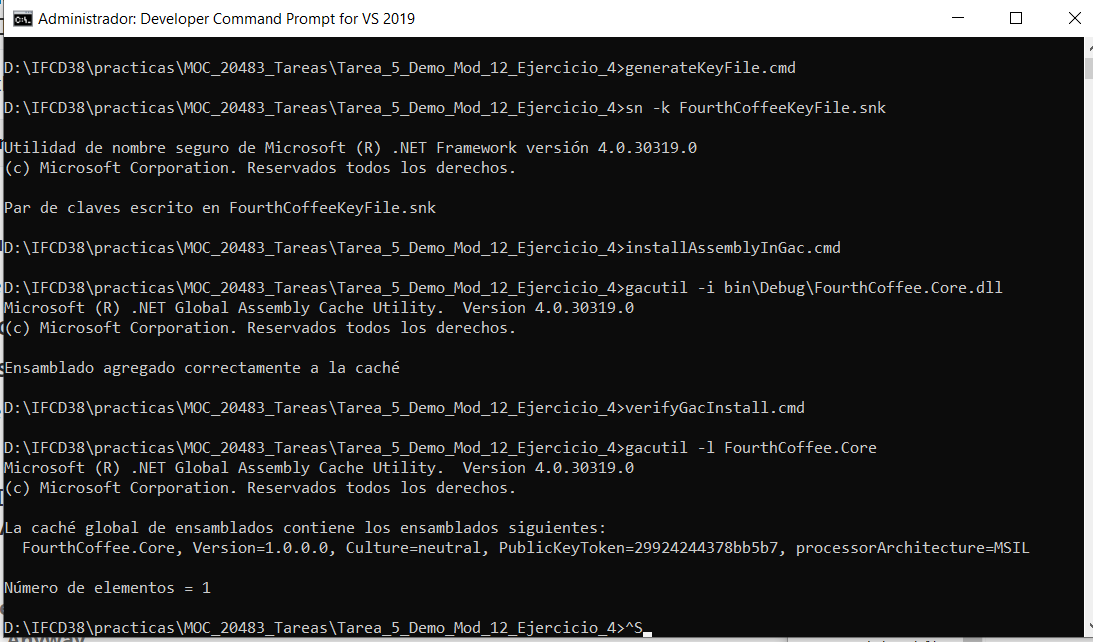 Administrador: Developer Command Prompt for VS 2019
D:\IFCD38\practicas\MOC_20483_Tareas\Tarea_5_Demo_Mod_12_Ejercicio_4>generateKeyFile.cmd
D:\IFCD38\practicas\MOC_20483_Tareas\Tarea_5_Demo_Mod_12_Ejercicio_4>sn -k FourthCoffeeKeyFile.snk
Utilidad de nombre seguro de Microsoft (R) .NET Framework versión 4.0.30319.0
(c) Microsoft Corporation. Reservados todos los derechos.
Par de claves escrito en FourthCoffeeKeyFile.snk
D:\IFCD38\practicas\MOC_20483_Tareas\Tarea_5_Demo_Mod_12_Ejercicio_4>installAssemblyInGac.cmd
D:\IFCD38\practicas\MOC_20483_Tareas\Tarea_5_Demo_Mod_12_Ejercicio_4>gacutil -i bin\Debug\FourthCoffee.Core.dll
Microsoft (R) .NET Global Assembly Cache Utility.  Version 4.0.30319.0
(c) Microsoft Corporation. Reservados todos los derechos.
Ensamblado agregado correctamente a la caché
D:\IFCD38\practicas\MOC_20483_Tareas\Tarea_5_Demo_Mod_12_Ejercicio_4>verifyGacInstall.cmd
D:\IFCD38\practicas\MOC_20483_Tareas\Tarea_5_Demo_Mod_12_Ejercicio_4>gacutil -l FourthCoffee.Core
Microsoft (R) .NET Global Assembly Cache Utility.  Version 4.0.30319.0
(c) Microsoft Corporation. Reservados todos los derechos.
La caché global de ensamblados contiene los ensamblados siguientes:
FourthCoffee.Core, Version=1.0.0.0, Culture=neutral, PublicKeyToken=29924244378bb5b7, processorArchitecture=MSIL
Número de elementos = 1
D:\IFCD38\practicas\MOC_20483_Tareas\Tarea_5_Demo_Mod_12_Ejercicio_4>^S